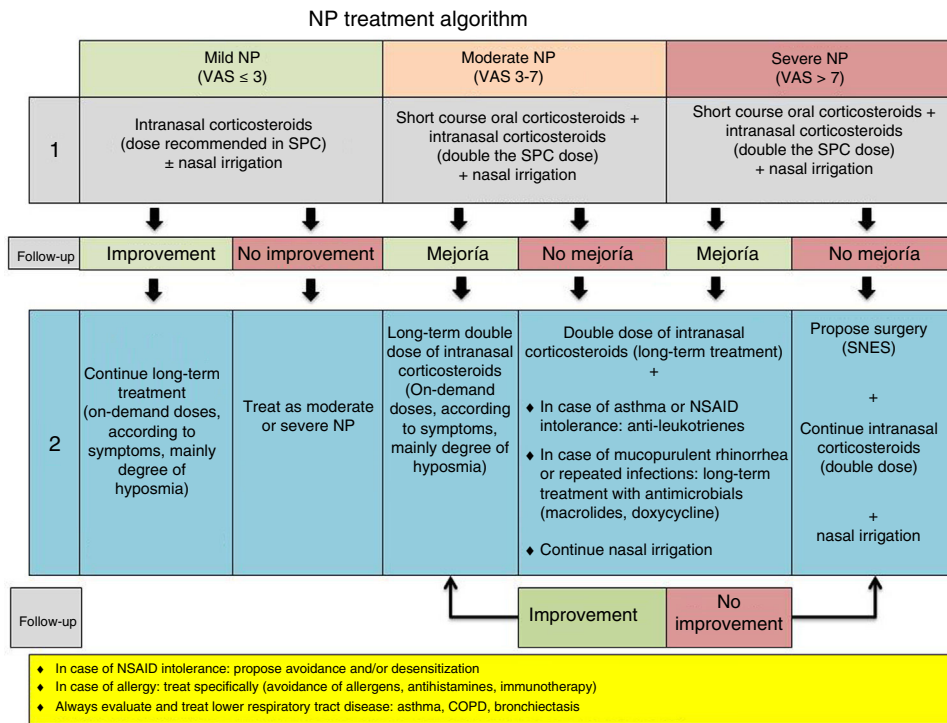 NP treatment algorithm
Mild NP
(VAS ≤ 3)
Moderate NP
(VAS 3-7)
Severe NP
(VAS > 7)
1
Intranasal corticosteroids
(dose recommended in SPC)
± nasal irrigation
Short course oral corticosteroids +
intranasal corticosteroids
(double the SPC dose)
+ nasal irrigation
Short course oral corticosteroids +
intranasal corticosteroids
(double the SPC dose)
+ nasal irrigation
Follow-up
Improvement
No improvement
Mejoría
No mejoría
Mejoría
No mejoría
2
Continue long-term
treatment
(on-demand doses,
according to
symptoms, mainly
degree of
hyposmia)
Treat as moderate
or severe NP
Long-term double
dose of intranasal
corticosteroids
(On-demand
doses, according
to symptoms,
mainly degree of
hyposmia)
Double dose of intranasal
corticosteroids (long-term treatment)
+
♦ In case of asthma or NSAID
intolerance: anti-leukotrienes
♦ In case of mucopurulent rhinorrhea
or repeated infections: long-term
treatment with antimicrobials
(macrolides, doxycycline)
♦ Continue nasal irrigation
Propose surgery
(SNES)
+
Continue intranasal
corticosteroids
(double dose)
+
nasal irrigation
Follow-up
Improvement
No
improvement
♦ In case of NSAID intolerance: propose avoidance and/or desensitization
♦ In case of allergy: treat specifically (avoidance of allergens, antihistamines, immunotherapy)
♦ Always evaluate and treat lower respiratory tract disease: asthma, COPD, bronchiectasis